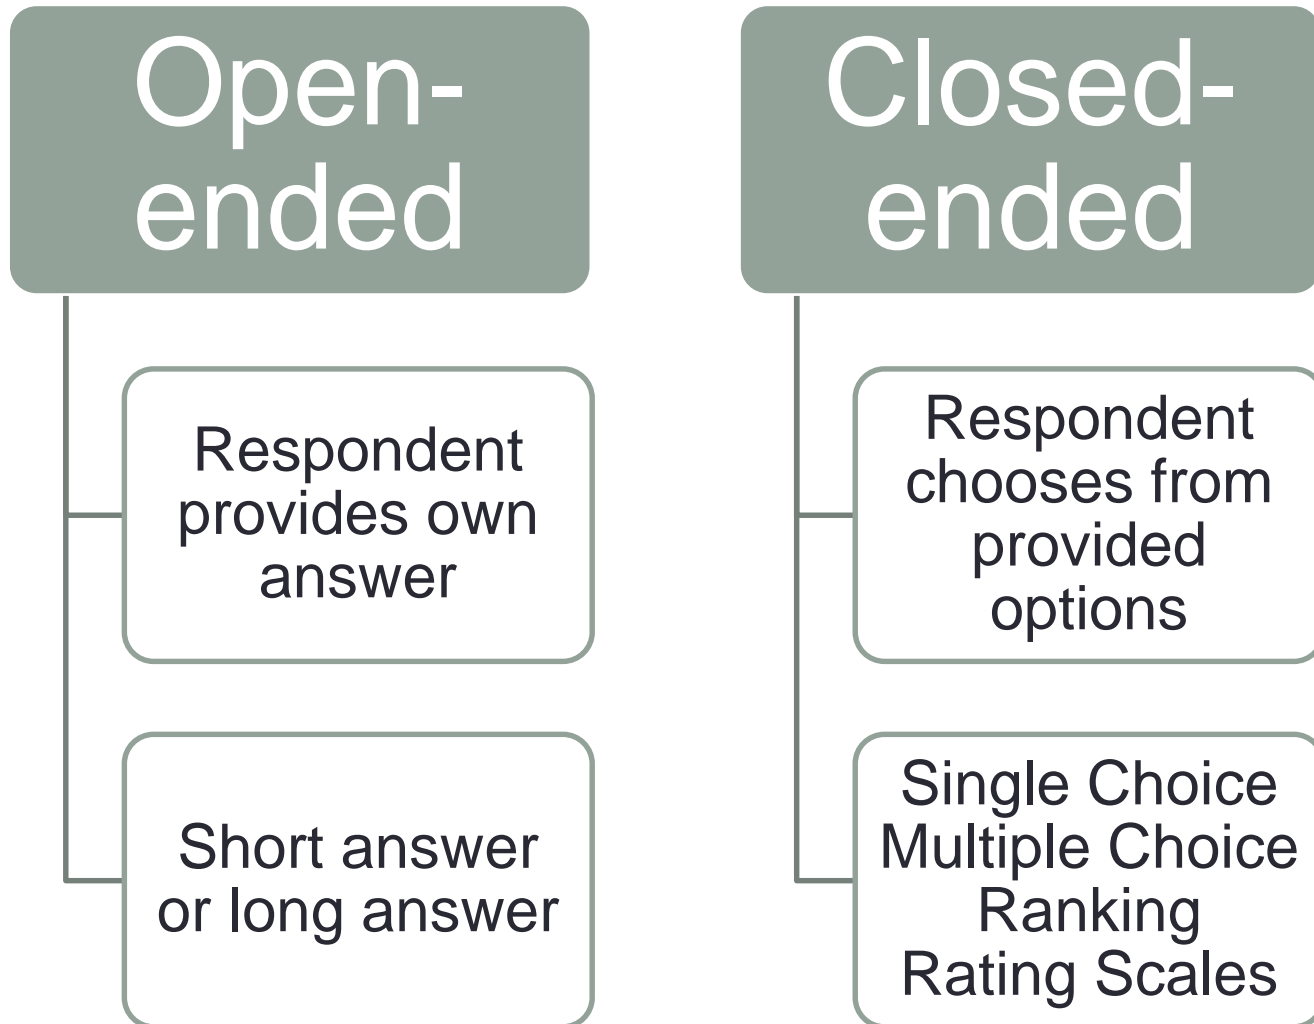 Open-
ended
Respondent
provides own
answer
Short answer
or long answer
Closed-
ended
Respondent
chooses from
provided
options
Single Choice
Multiple Choice
Ranking
Rating Scales